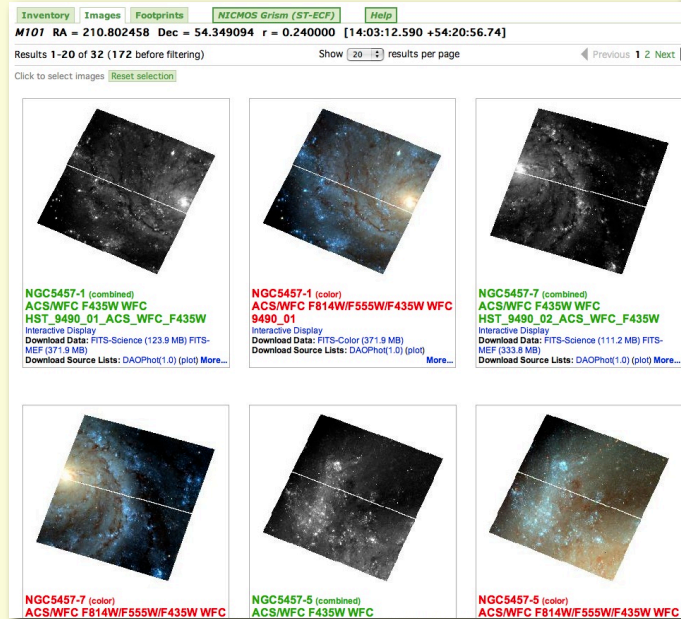 Inventory Images Footprints NICMOS Grism (ST-ECF) Help
M101 RA = 210.802458 Dec = 54.349094 r = 0.240000 [14:03:12.590 +54:20:56.74]
Results 1-20 of 32 (172 before filtering) Show 20 results per page Previous 1 2 Next
Click to select images Reset selection
NGC5457-1 (combined)
ACS/WFC F435W WFC
HST_9490_01_ACS_WFC_F435W
Interactive Display
Download Data: FITS-Science (123.9 MB) FITS-
MEF (371.9 MB)
Download Source Lists: DAOPhot(1.0) (plot) More...
NGC5457-1 (color)
ACS/WFC F814W/F555W/F435W WFC
9490_01
Interactive Display
Download Data: FITS-Color (371.9 MB)
Download Source Lists: DAOPhot(1.0) (plot)
More...
NGC5457-7 (combined)
ACS/WFC F435W WFC
HST_9490_02_ACS_WFC_F435W
Interactive Display
Download Data: FITS-Science (111.2 MB) FITS-
MEF (333.8 MB)
Download Source Lists: DAOPhot(1.0) (plot) More...
NGC5457-7 (color)
ACS/WFC F814W/F555W/F435W WFC
NGC5457-5 (combined)
ACS/WFC F435W WFC
NGC5457-5 (color)
ACS/WFC F814W/F555W/F435W WFC